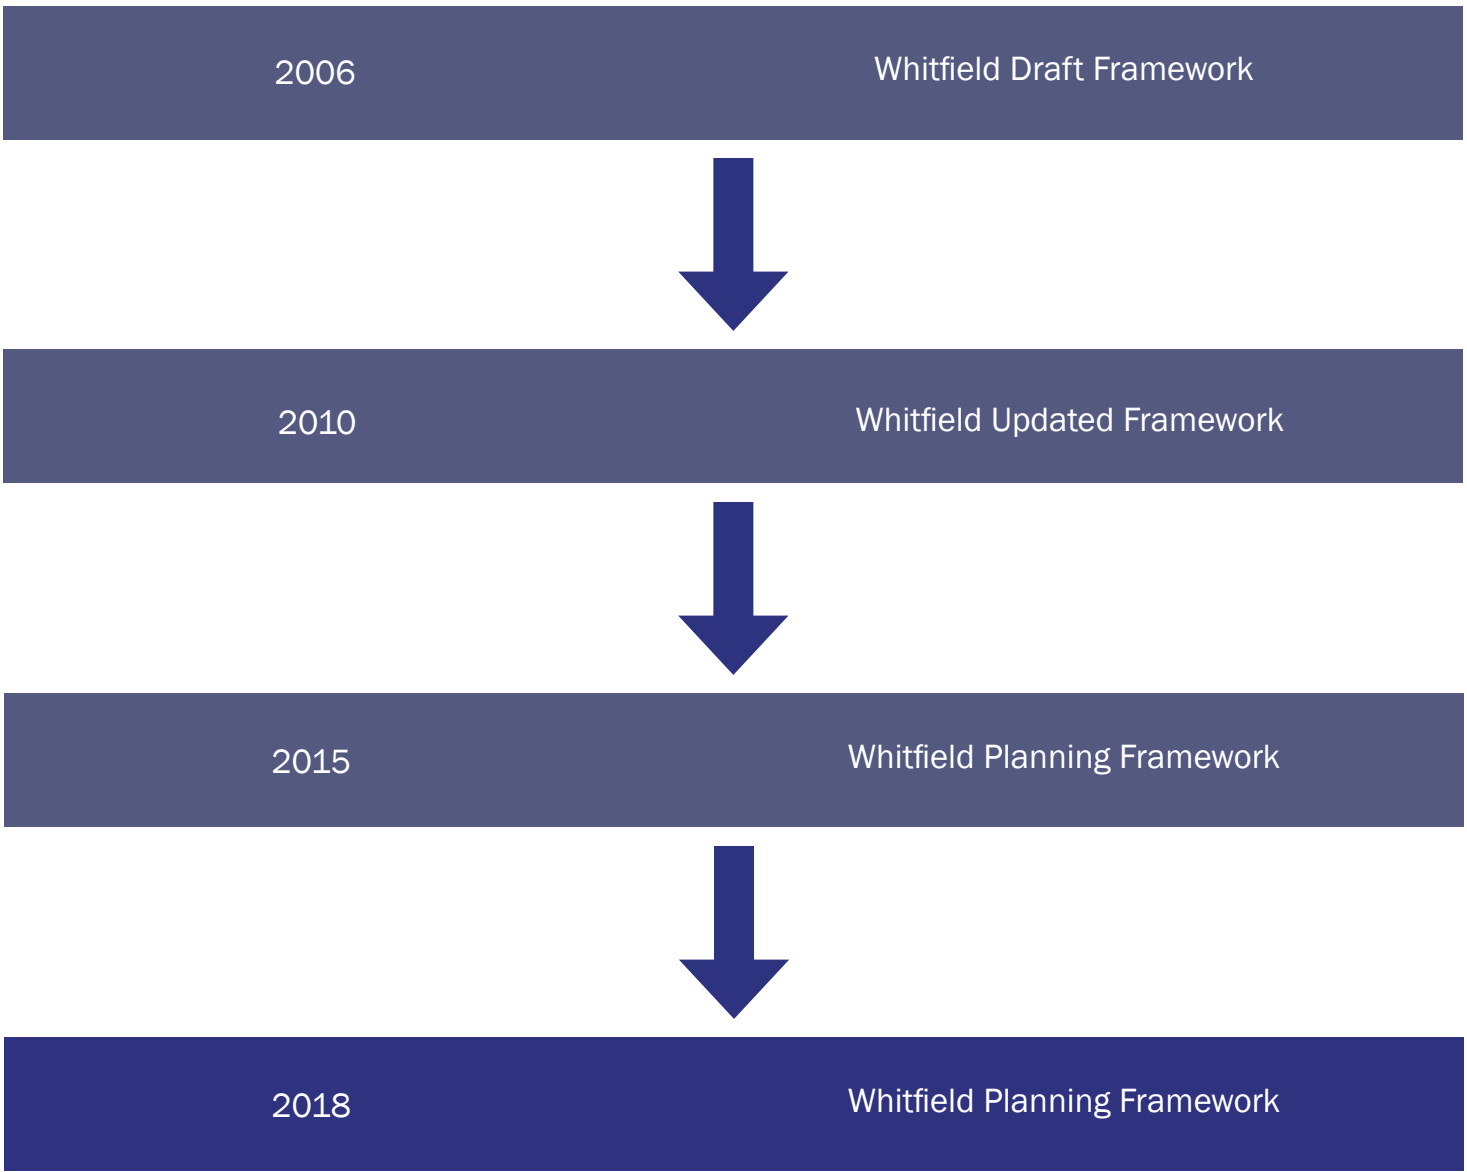 2006 Whitfield Draft Framework
2010 Whitfield Updated Framework
2015 Whitfield Planning Framework
2018 Whitfield Planning Framework